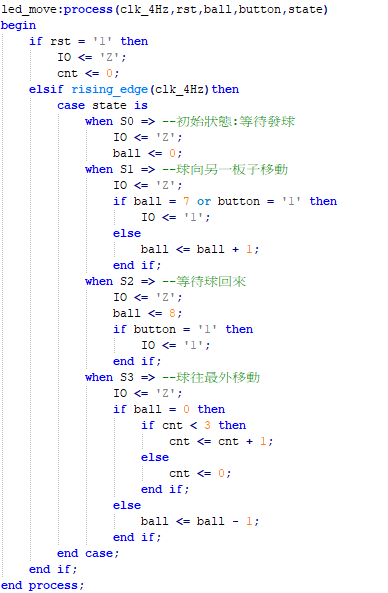 led_move:process(clk_4Hz,rst,ball,button,state)
begin
    if rst = '1' then
        IO <= 'Z';
        cnt <= 0;
    elsif rising_edge(clk_4Hz)then
        case state is
            when S0 => --初始狀態:等待發球
                IO <= 'Z';
                ball <= 0;
            when S1 => --球向另一板子移動
                IO <= 'Z';
                if ball = 7 or button = '1' then
                    IO <= '1';
                else
                    ball <= ball + 1;
                end if;
            when S2 => --等待球回來
                IO <= 'Z';
                ball <= 8;
                if button = '1' then
                    IO <= '1';
                end if;
            when S3 => --球往最外移動
                IO <= 'Z';
                if ball = 0 then
                    if cnt < 3 then
                        cnt <= cnt + 1;
                    else
                        cnt <= 0;
                    end if;
                else
                    ball <= ball - 1;
                end if;
        end case;
    end if;
end process;